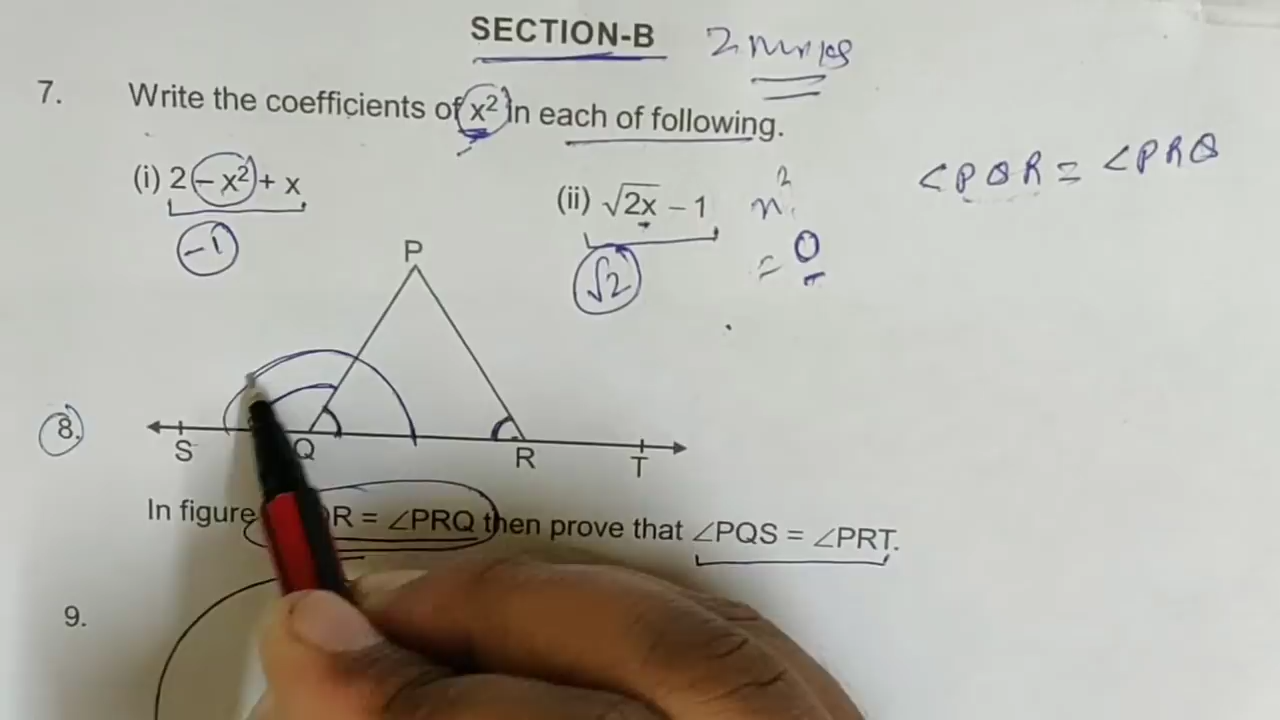 SECTION-B 2 marks
7. Write the coefficients of x² in each of following.
∠PQR = ∠PRQ
(i) 2 – x² + x (ii) √2x – 1 x²
–1 √2 = 0
P
8. S Q R T
In figure R = ∠PRQ then prove that ∠PQS = ∠PRT.
9.